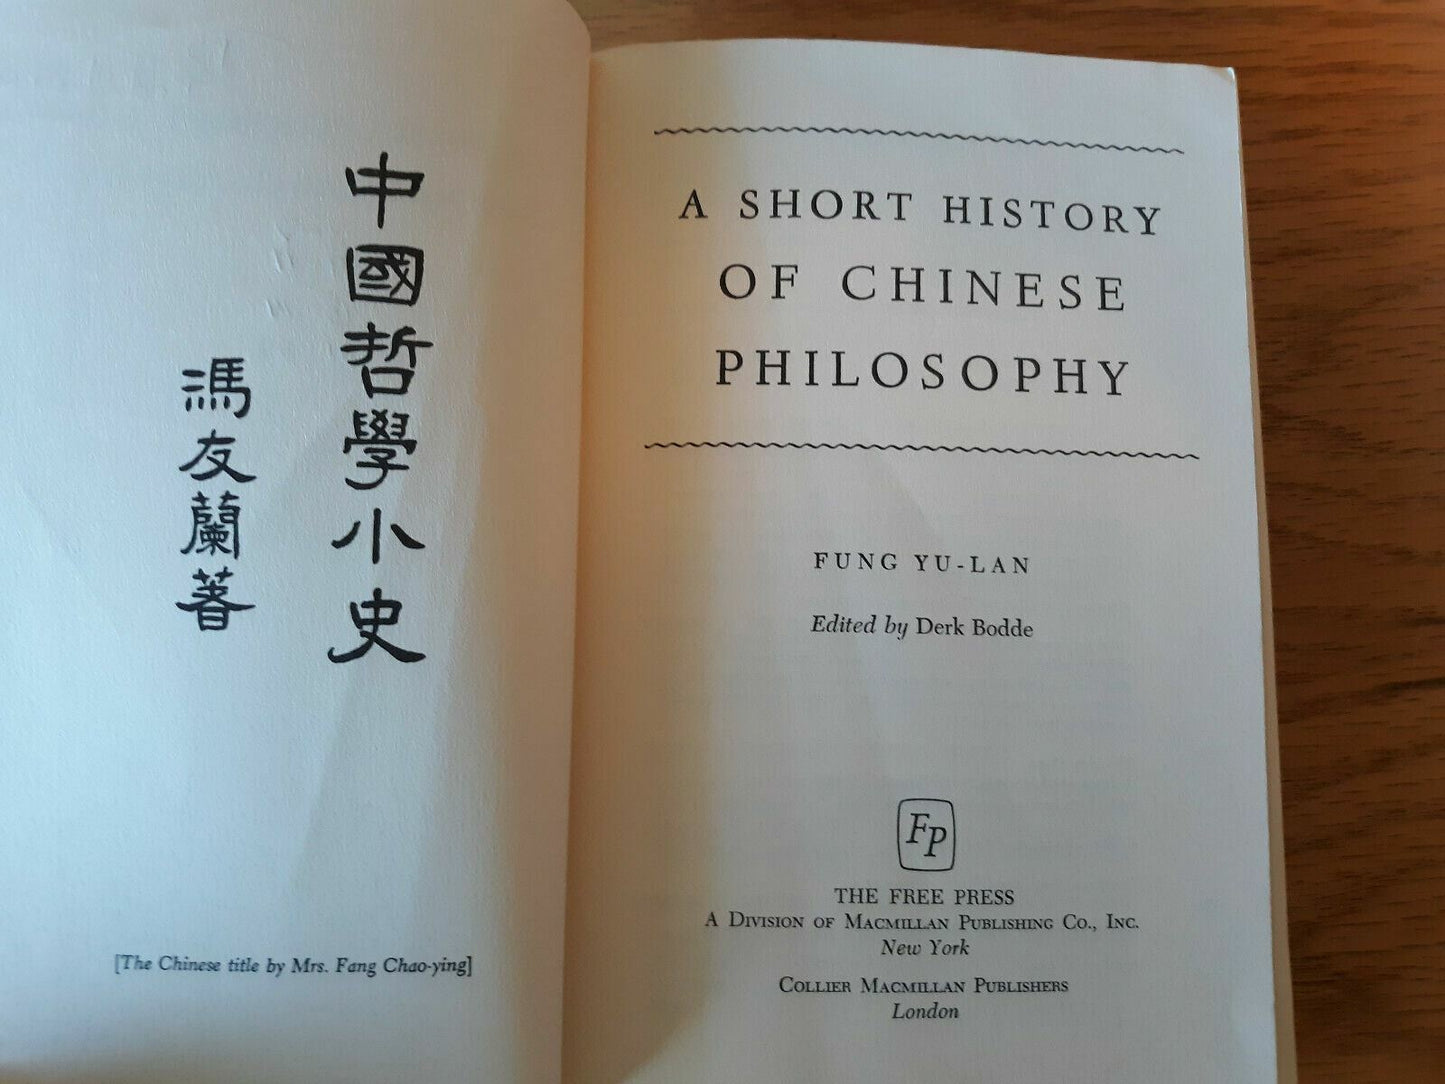 中國哲學小史
馮友蘭著
[The Chinese title by Mrs. Fang Chao-ying]
A SHORT HISTORY
OF CHINESE
PHILOSOPHY
FUNG YU-LAN
Edited by Derk Bodde
FP
THE FREE PRESS
A DIVISION OF MACMILLAN PUBLISHING CO., INC.
New York
COLLIER MACMILLAN PUBLISHERS
London